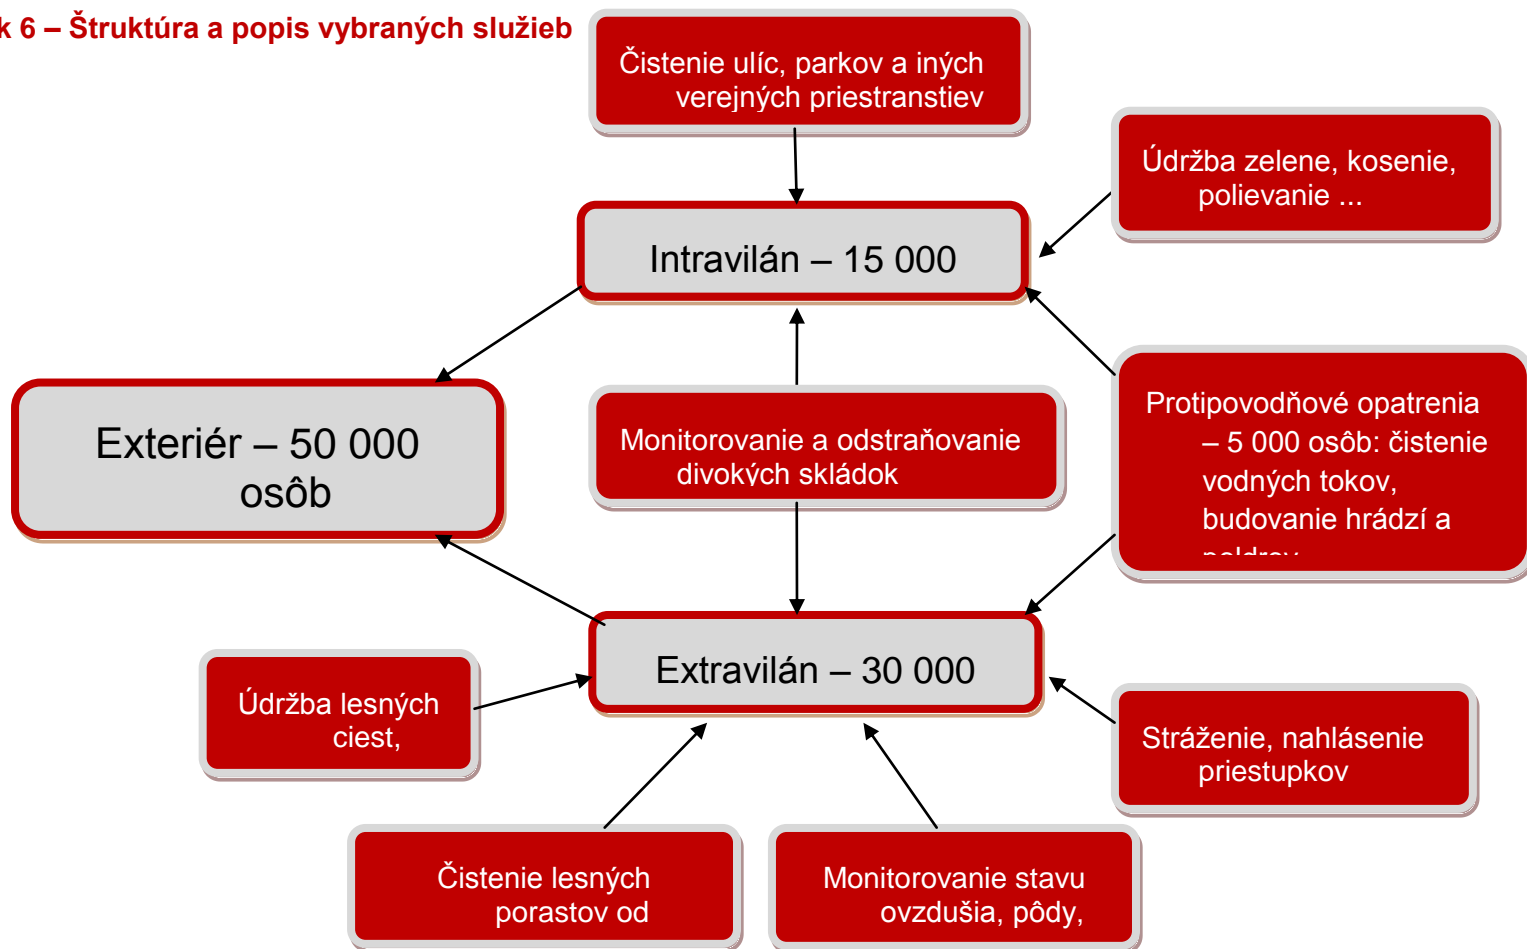 k 6 – Štruktúra a popis vybraných služieb
Čistenie ulíc, parkov a iných
verejných priestranstiev
Údržba zelene, kosenie,
polievanie ...
Intravilán – 15 000
Exteriér – 50 000
osôb
Monitorovanie a odstraňovanie
divokých skládok
Protipovodňové opatrenia
– 5 000 osôb: čistenie
vodných tokov,
budovanie hrádzí a
Extravilán – 30 000
Údržba lesných
ciest,
Stráženie, nahlásenie
priestupkov
Čistenie lesných
porastov od
Monitorovanie stavu
ovzdušia, pôdy,